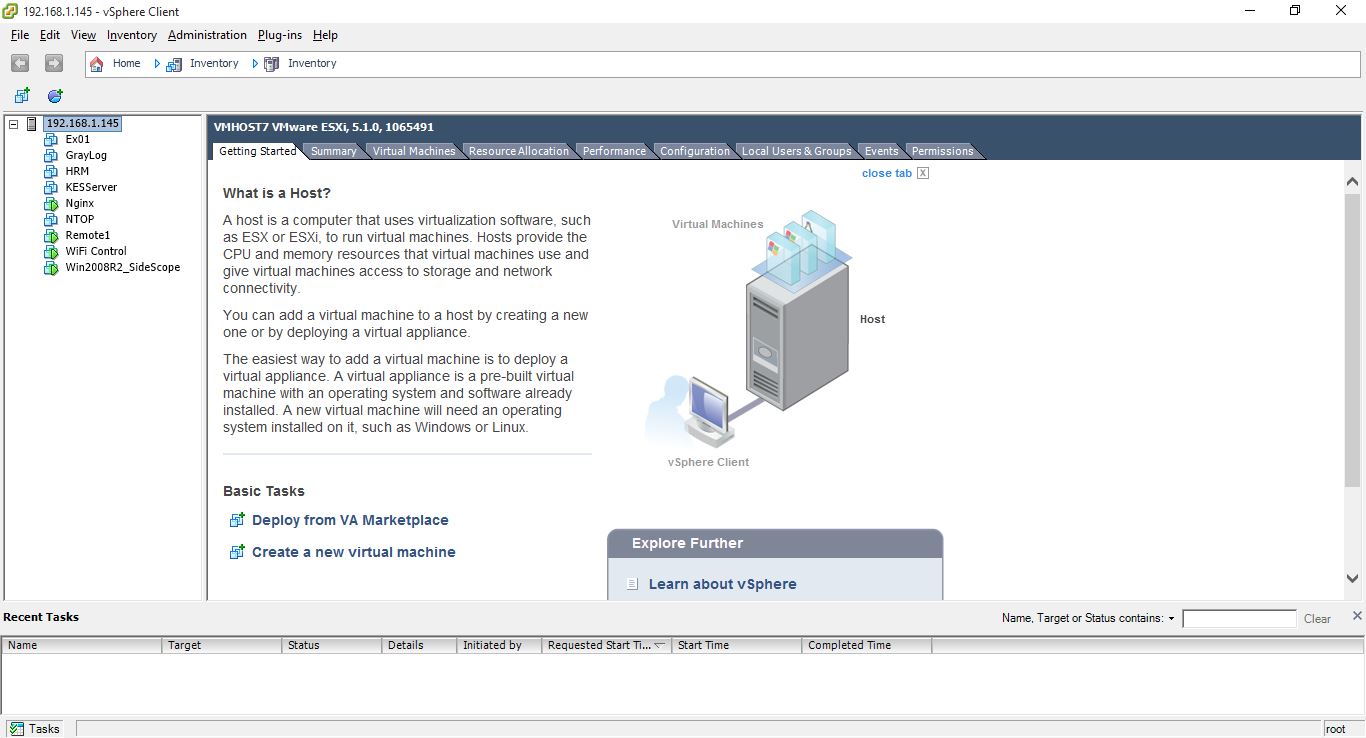 192.168.1.145 - vSphere Client
File Edit View Inventory Administration Plug-ins Help
Home Inventory Inventory
192.168.1.145
Ex01
GrayLog
HRM
KESServer
Nginx
NTOP
Remote1
WiFi Control
Win2008R2_SideScope
VMHOST7 VMware ESXi, 5.1.0, 1065491
Getting Started Summary Virtual Machines Resource Allocation Performance Configuration Local Users & Groups Events Permissions
close tab X
What is a Host?
A host is a computer that uses virtualization software, such
as ESX or ESXi, to run virtual machines. Hosts provide the
CPU and memory resources that virtual machines use and
give virtual machines access to storage and network
connectivity.
You can add a virtual machine to a host by creating a new
one or by deploying a virtual appliance.
The easiest way to add a virtual machine is to deploy a
virtual appliance. A virtual appliance is a pre-built virtual
machine with an operating system and software already
installed. A new virtual machine will need an operating
system installed on it, such as Windows or Linux.
Virtual Machines
Host
vSphere Client
Basic Tasks
Deploy from VA Marketplace
Create a new virtual machine
Explore Further
Learn about vSphere
Recent Tasks
Name, Target or Status contains: Clear
Name Target Status Details Initiated by Requested Start Ti... Start Time Completed Time
Tasks
root